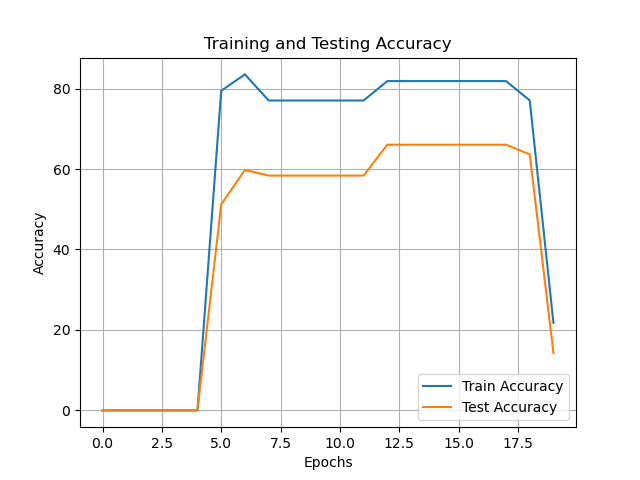 Training and Testing Accuracy
80
60
40
20
0
Accuracy
Train Accuracy
Test Accuracy
0.0 2.5 5.0 7.5 10.0 12.5 15.0 17.5
Epochs